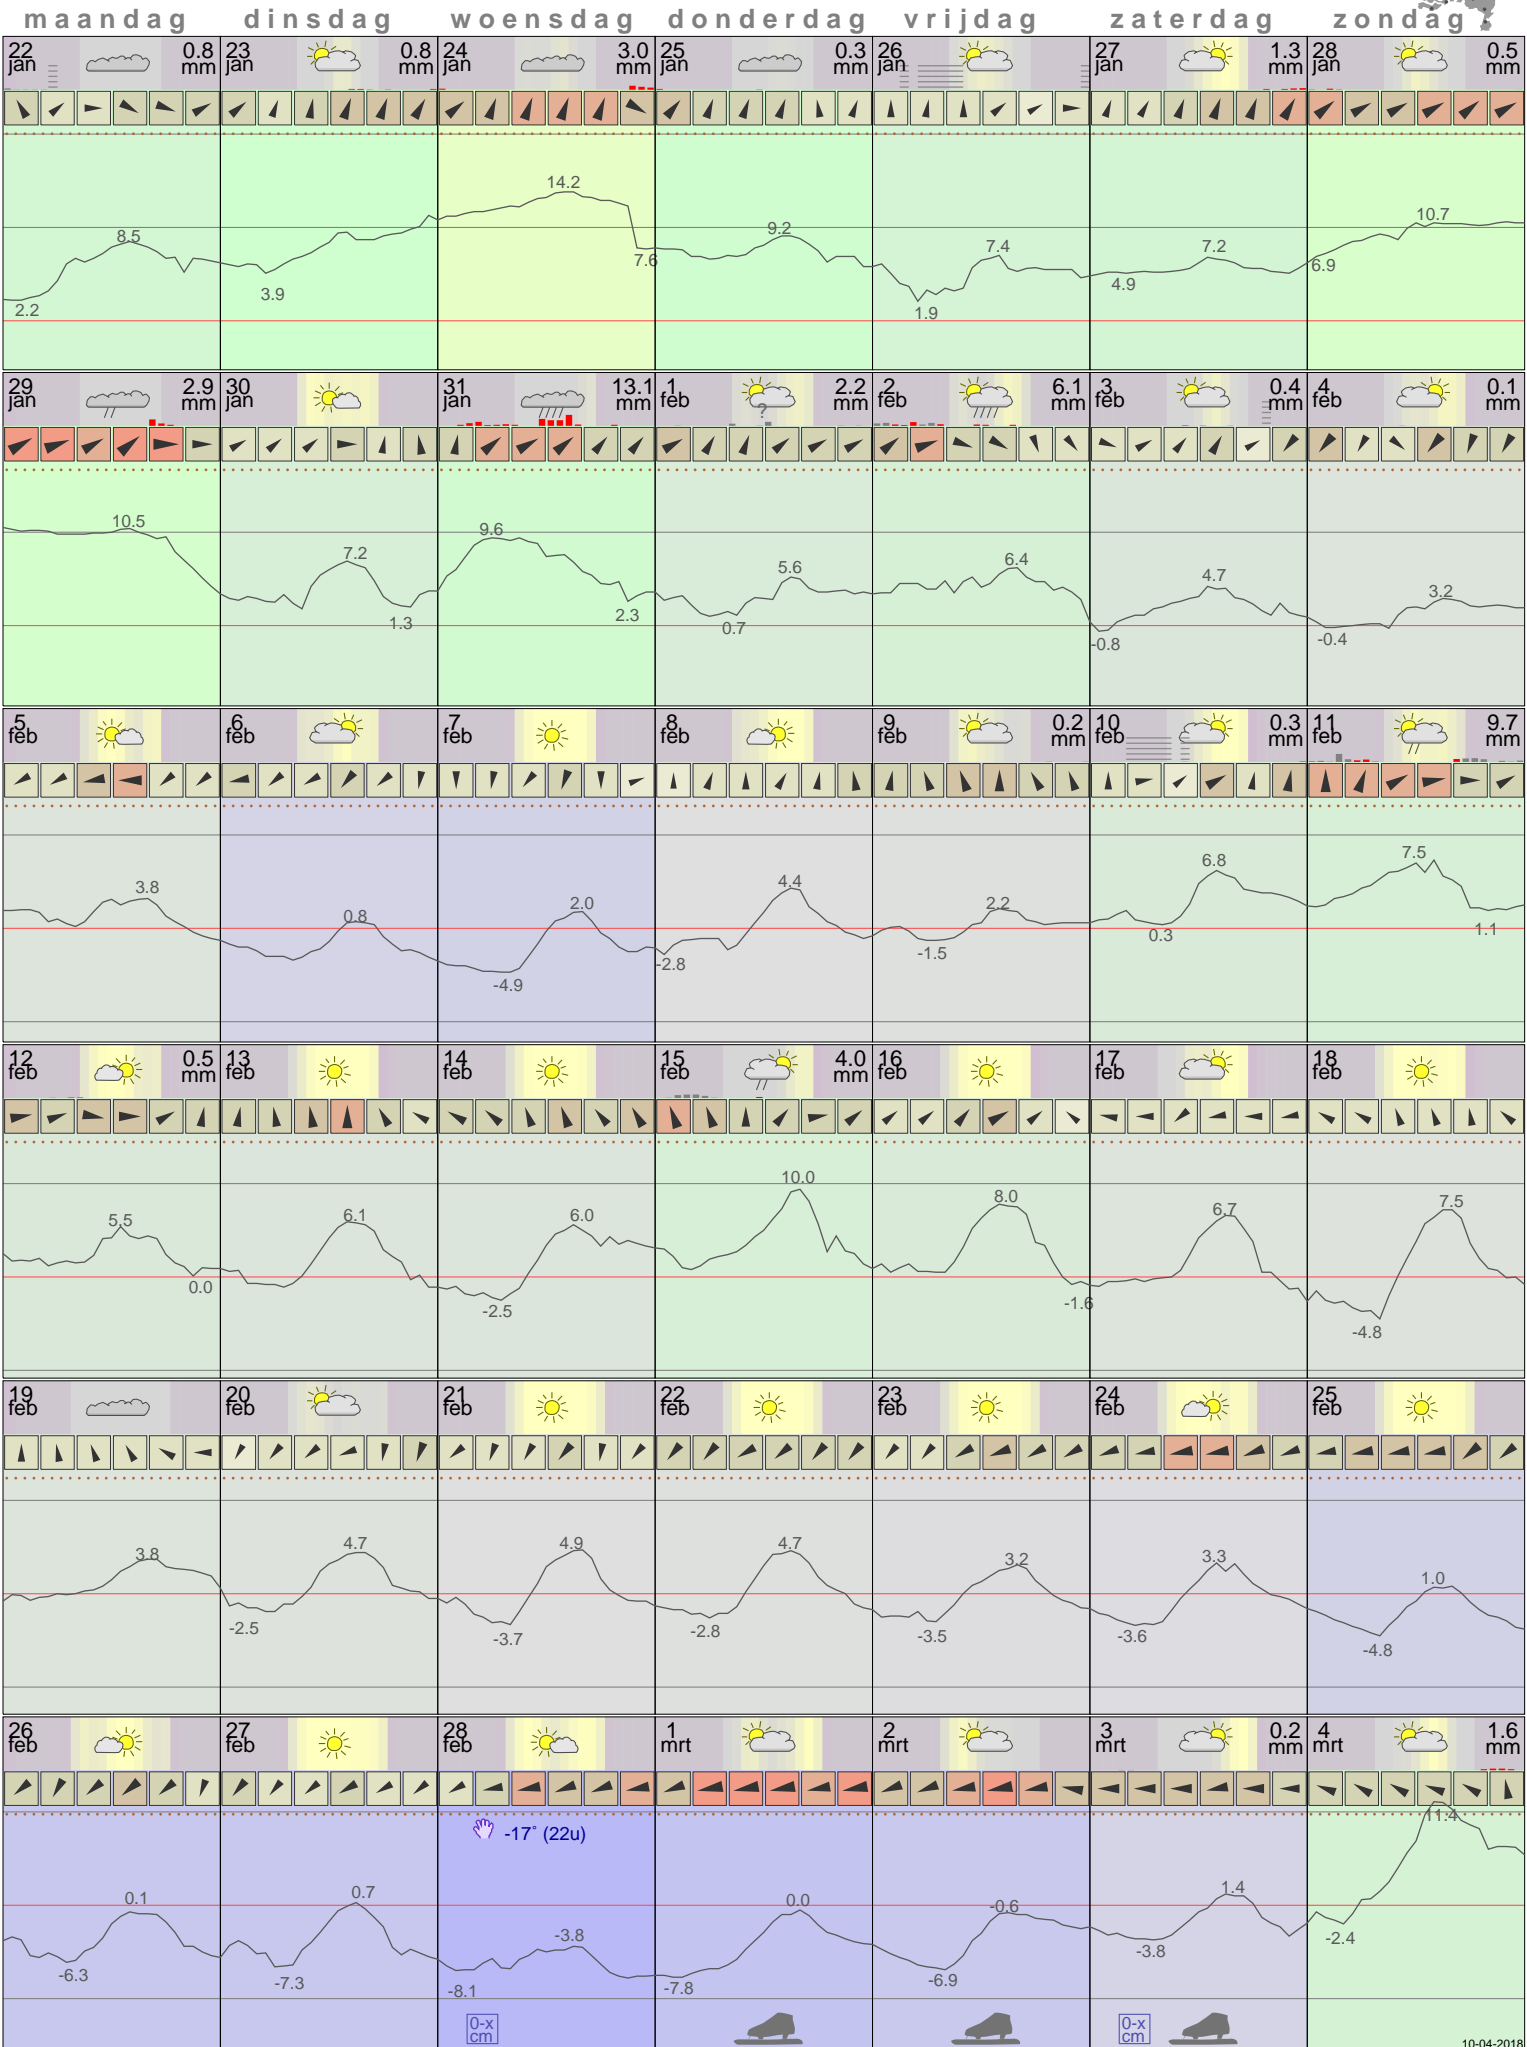 maandag dinsdag woensdag donderdag vrijdag zaterdag zondag
22 0.8 23 0.8 24 3.0 25 0.3 26 27 1.3 28 0.5
jan mm jan mm jan mm jan mm jan jan mm jan mm
14.2
10.7
8.5 9.2
7.4 7.2
7.6 6.9
2.2 3.9 1.9 4.9
29 2.9 30 31 13.1 1 2.2 2 6.1 3 0.4 4 0.1
jan mm jan jan mm feb mm feb mm feb mm feb mm
?
10.5 9.6
7.2 6.4
5.6 4.7
3.2
1.3 2.3 0.7 -0.8 -0.4
5 6 7 8 9 0.2 10 0.3 11 9.7
feb feb feb feb feb mm feb mm feb mm
7.5
6.8
3.8 4.4
0.8 2.0 2.2
0.3 1.1
-4.9 -2.8 -1.5
12 0.5 13 14 15 4.0 16 17 18
feb mm feb feb feb mm feb feb feb
10.0
8.0 7.5
5.5 6.1 6.0 6.7
0.0 -2.5 -1.6 -4.8
19 20 21 22 23 24 25
feb feb feb feb feb feb feb
3.8 4.7 4.9 4.7 3.2 3.3 1.0
-2.5 -3.7 -2.8 -3.5 -3.6 -4.8
26 27 28 1 2 3 0.2 4 1.6
feb feb feb mrt mrt mrt mm mrt mm
11.4
-17° (22u)
0.1 0.7 -3.8 0.0 -0.6 1.4
-6.3 -7.3 -8.1 -7.8 -6.9 -3.8 -2.4
0-x 0-x
cm cm
10-04-2018